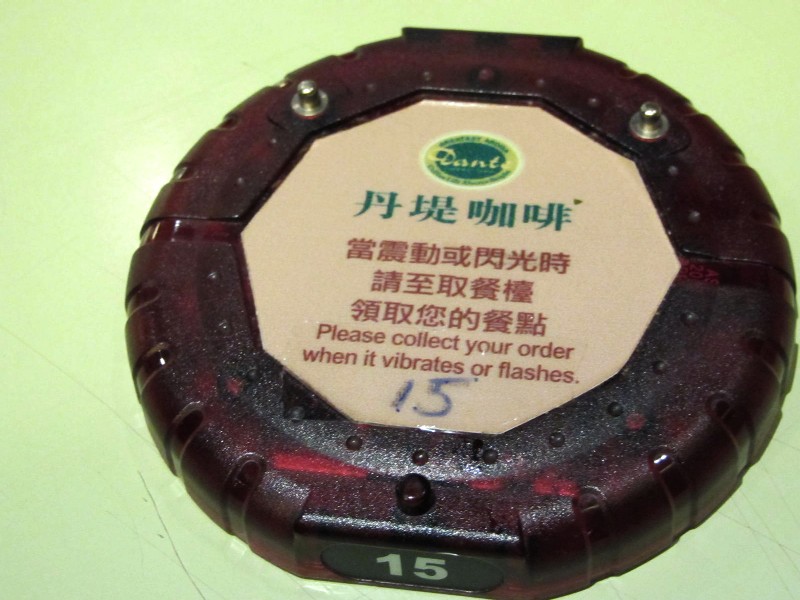 Dante
丹堤咖啡
當震動或閃光時
請至取餐檯
領取您的餐點
Please collect your order
when it vibrates or flashes.
15
15